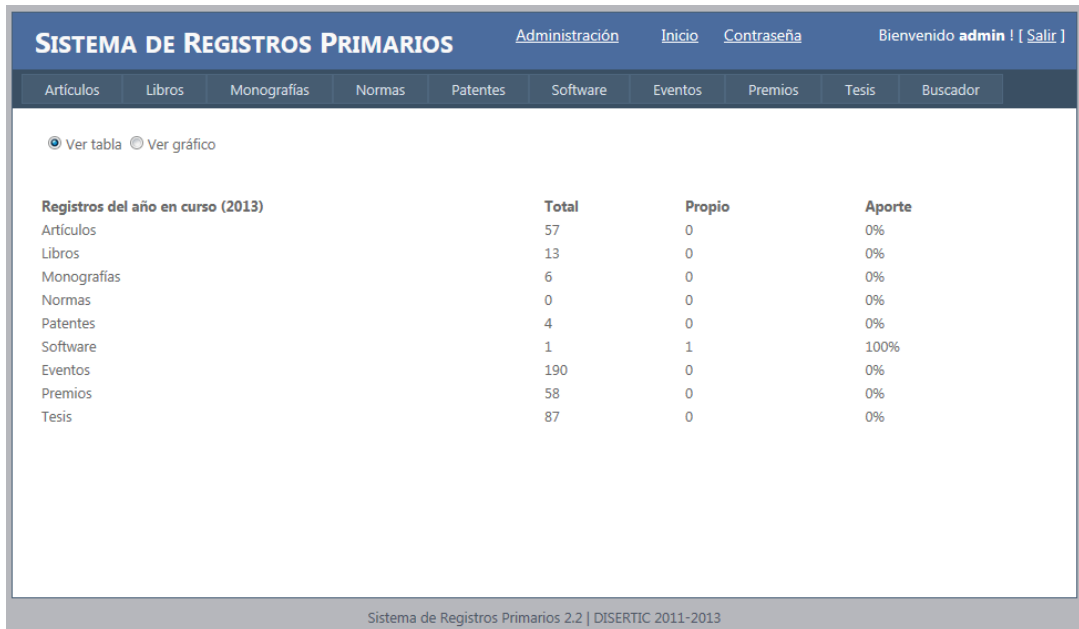 SISTEMA DE REGISTROS PRIMARIOS Administración Inicio Contraseña Bienvenido admin ! [ Salir ]
Artículos Libros Monografías Normas Patentes Software Eventos Premios Tesis Buscador
Ver tabla Ver gráfico
Registros del año en curso (2013) Total Propio Aporte
Artículos 57 0 0%
Libros 13 0 0%
Monografías 6 0 0%
Normas 0 0 0%
Patentes 4 0 0%
Software 1 1 100%
Eventos 190 0 0%
Premios 58 0 0%
Tesis 87 0 0%
Sistema de Registros Primarios 2.2 | DISERTIC 2011-2013